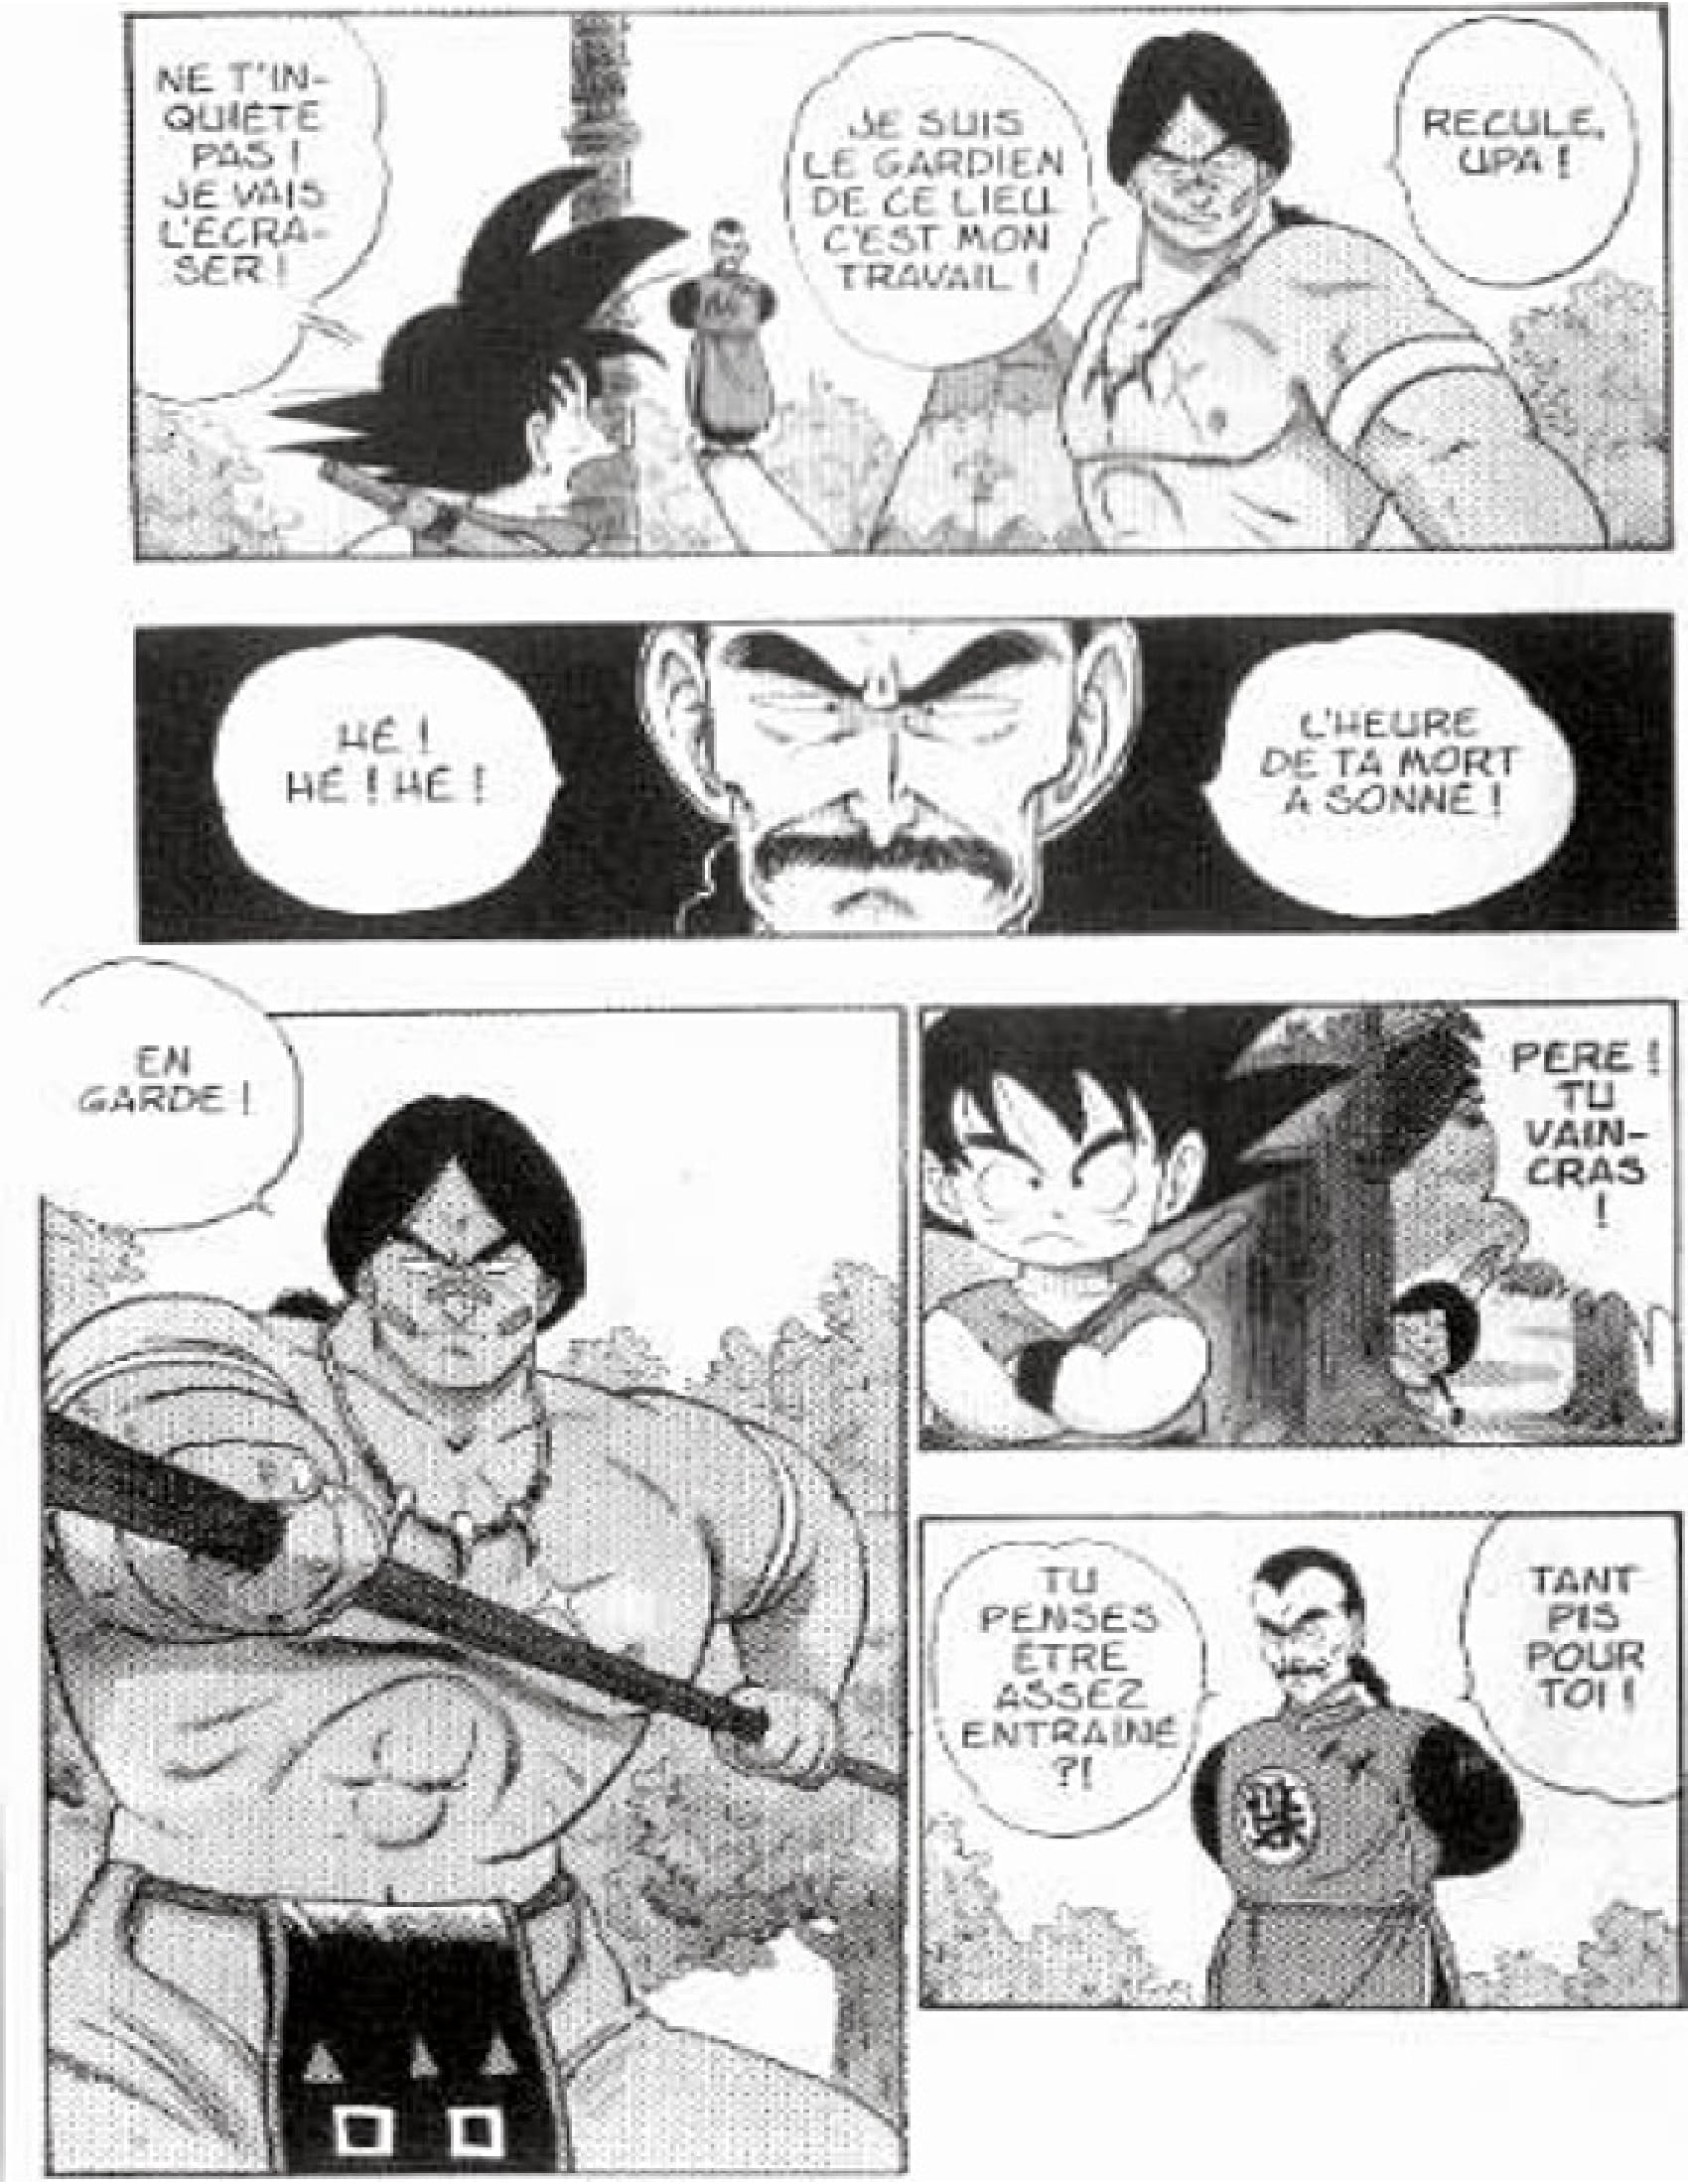 RECULE,
UPA !
JE SUIS
LE GARDIEN
DE CE LIEU
C'EST MON
TRAVAIL !
NE T'IN-
QUIÈTE
PAS !
JE VAIS
L'ÉCRA-
SER !
L'HEURE
DE TA MORT
A SONNÉ !
HÉ !
HÉ ! HÉ !
PÈRE !
TU
VAIN-
CRAS
!
TANT
PIS
POUR
TOI !
TU
PENSES
ÊTRE
ASSEZ
ENTRAÎNÉ
?!
EN
GARDE !